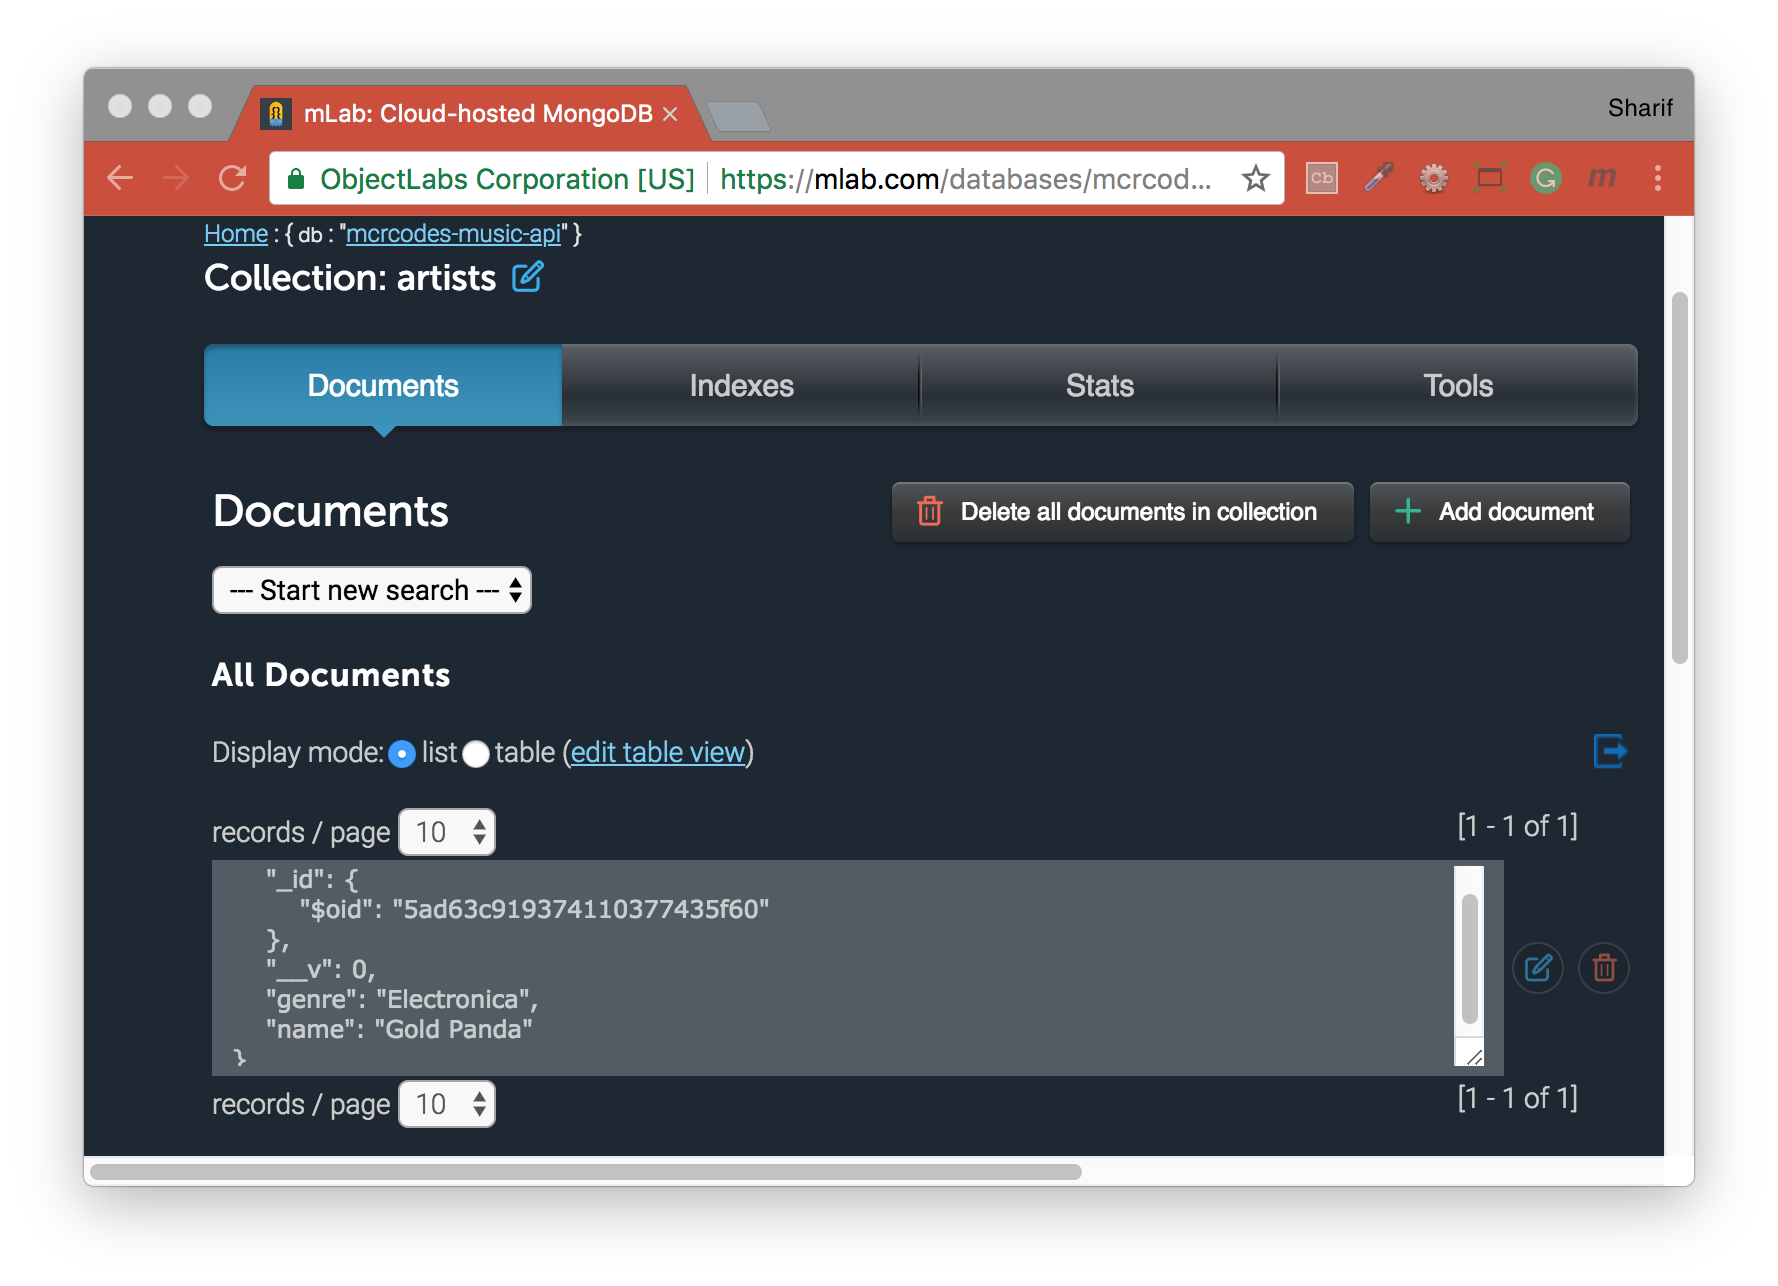 mLab: Cloud-hosted MongoDB
Sharif
ObjectLabs Corporation [US] https://mlab.com/databases/mcrcod...
Cb
G
m
Home : { db : "mcrcodes-music-api" }
Collection: artists
Documents
Indexes
Stats
Tools
Documents
Delete all documents in collection
Add document
--- Start new search ---
All Documents
Display mode: list table (edit table view)
records / page 10
[1 - 1 of 1]
"_id": {
"$oid": "5ad63c919374110377435f60"
},
"__v": 0,
"genre": "Electronica",
"name": "Gold Panda"
}
records / page 10
[1 - 1 of 1]